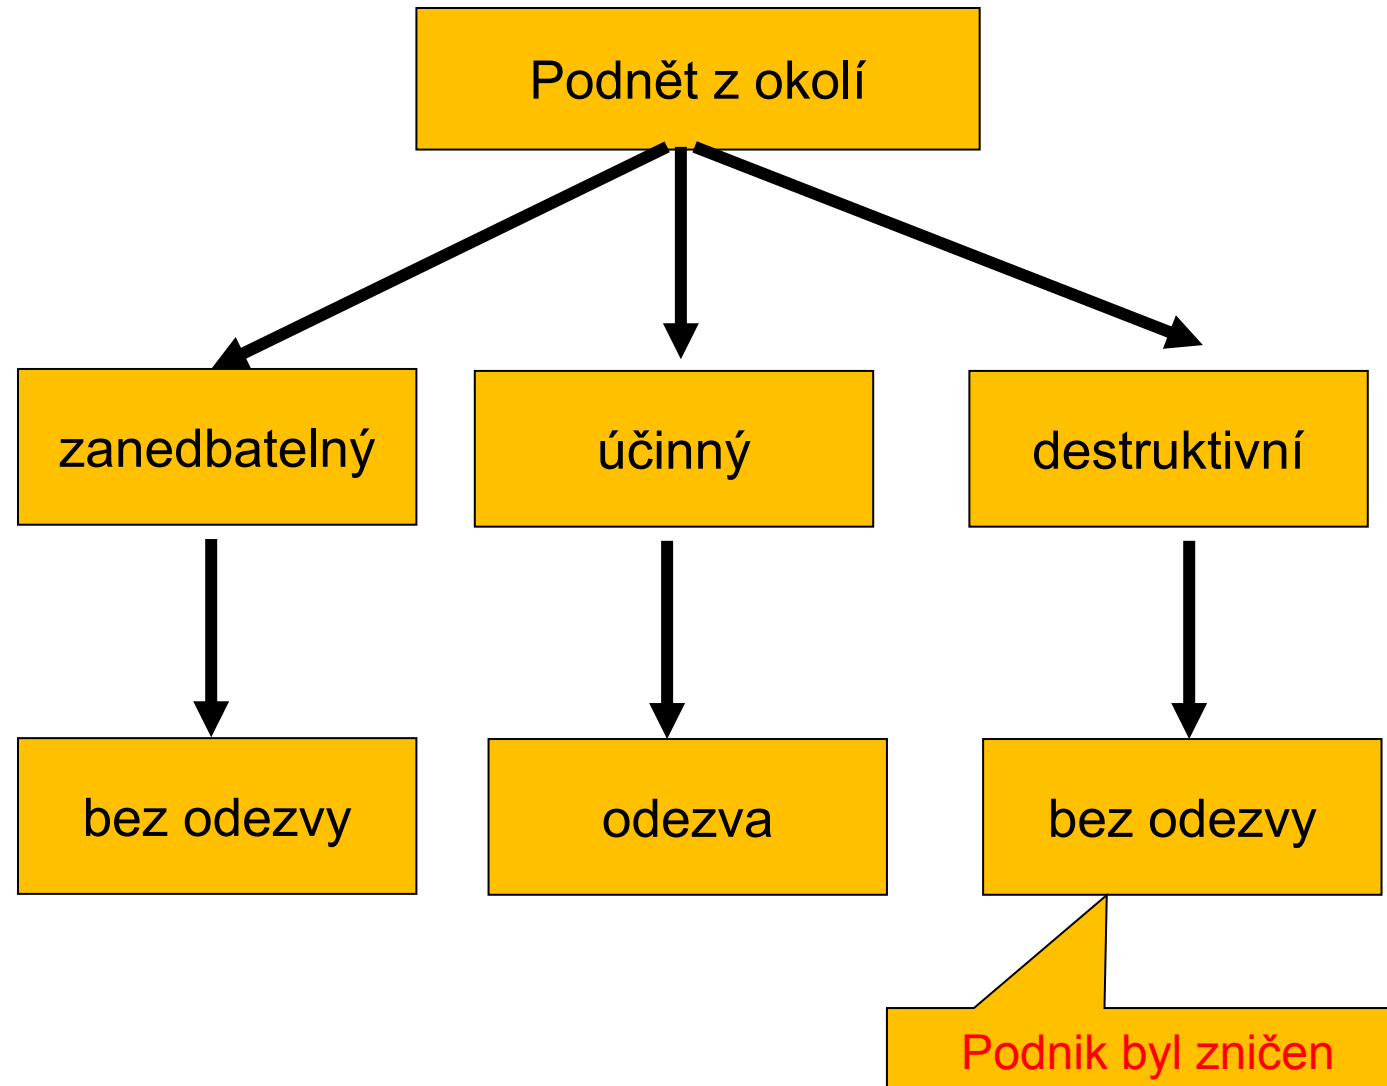 Podnět z okolí
zanedbatelný
účinný
destruktivní
bez odezvy
odezva
bez odezvy
Podnik byl zničen